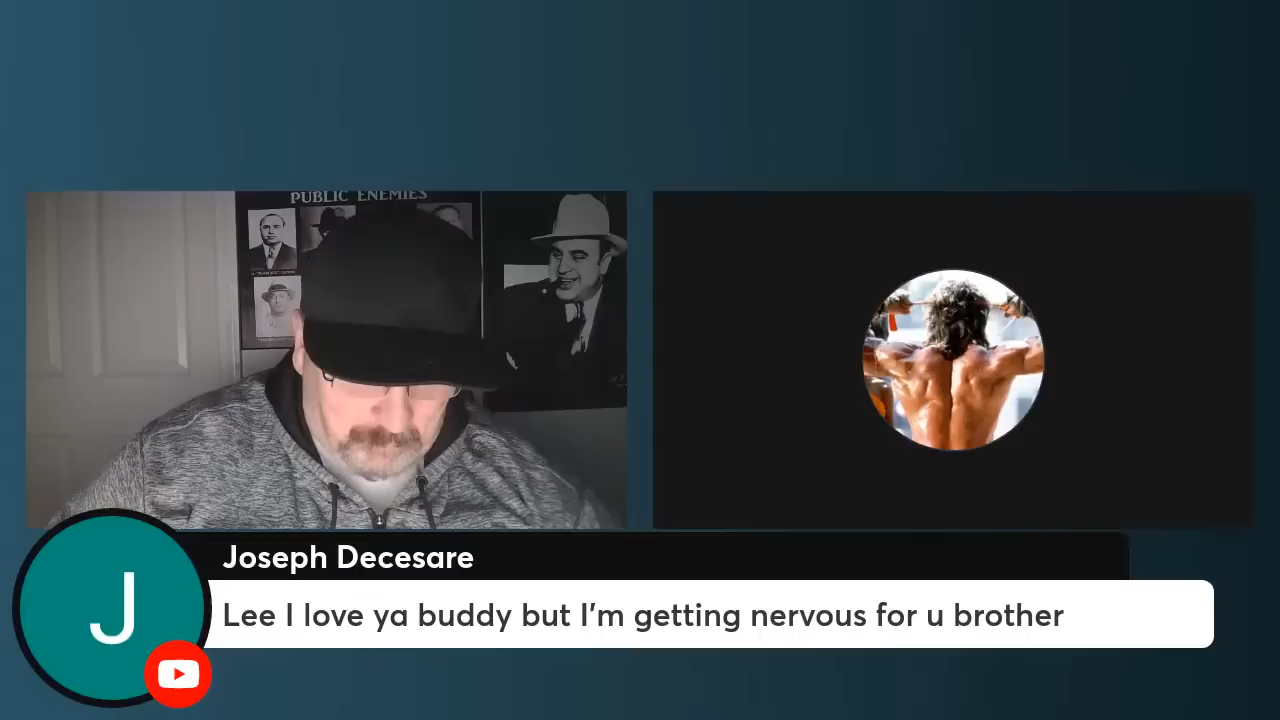 PUBLIC ENEMIES
Joseph Decesare
J
Lee I love ya buddy but I'm getting nervous for u brother